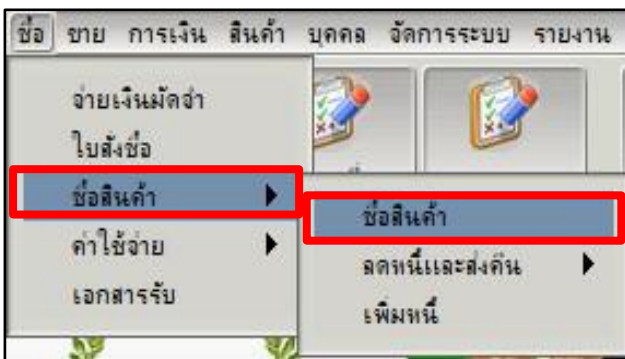 ซื้อ ขาย การเงิน สินค้า บุคคล จัดการระบบ รายงาน
จ่ายเงินมัดจำ
ใบสั่งซื้อ
ซื้อสินค้า
ค่าใช้จ่าย
เอกสารรับ
ซื้อสินค้า
ลดหนี้และส่งคืน
เพิ่มหนี้